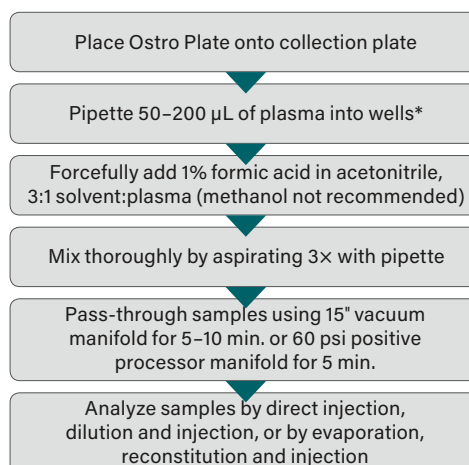 Place Ostro Plate onto collection plate
Pipette 50–200 µL of plasma into wells*
Forcefully add 1% formic acid in acetonitrile,
3:1 solvent:plasma (methanol not recommended)
Mix thoroughly by aspirating 3× with pipette
Pass-through samples using 15" vacuum
manifold for 5–10 min. or 60 psi positive
processor manifold for 5 min.
Analyze samples by direct injection,
dilution and injection, or by evaporation,
reconstitution and injection